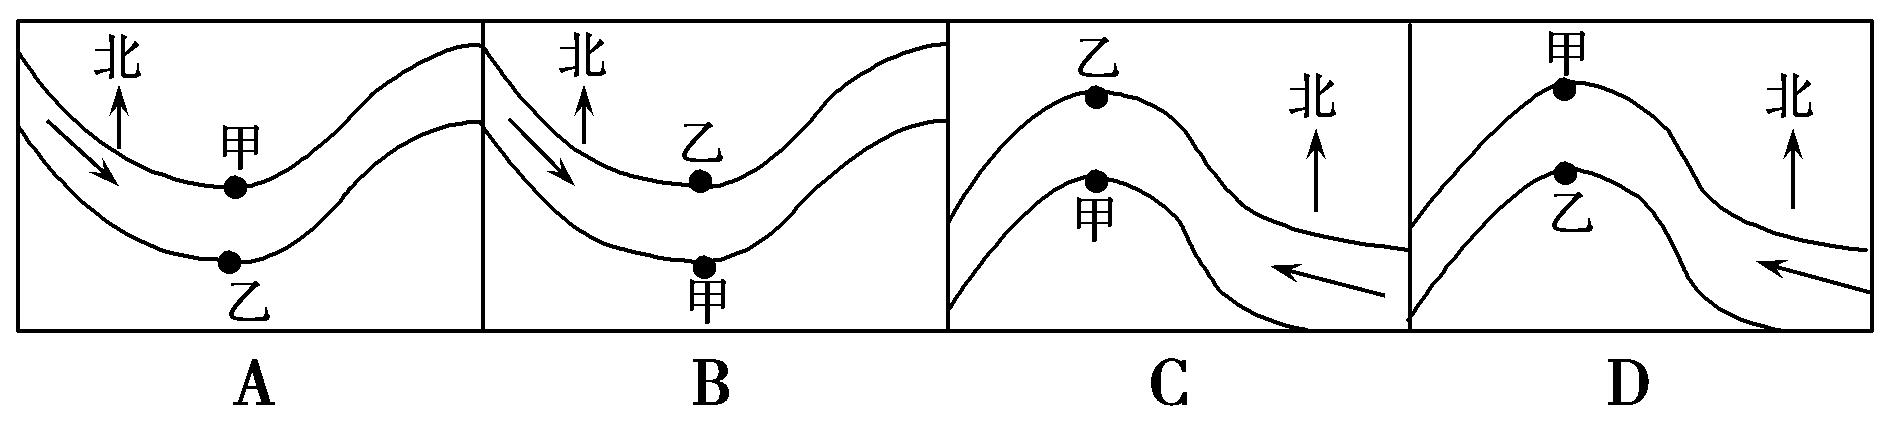 北 甲 乙
北 乙 甲
乙 甲 北
甲 乙 北
A B C D